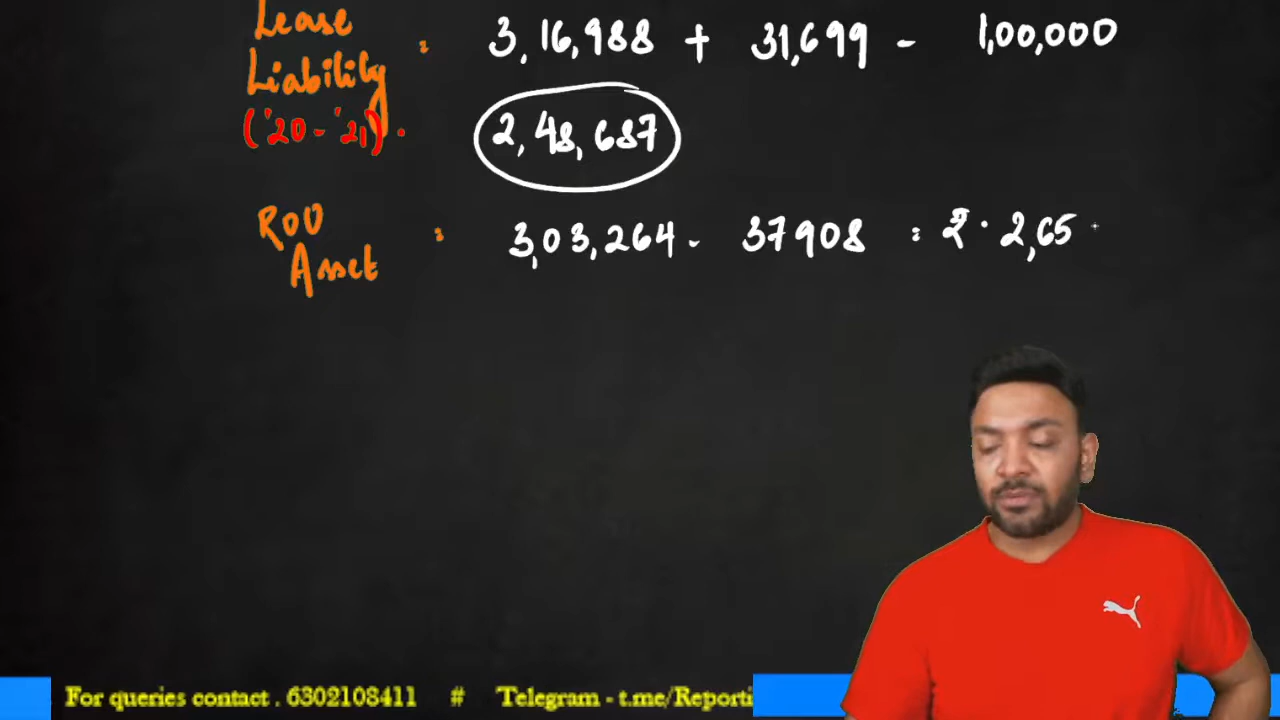 Lease
Liability = 3,16,988 + 31,699 - 1,00,000
('20 - '21). 2,48,687
ROU
Asset = 3,03,264 - 37908 = ₹. 2,65
For queries contact . 6302108411 # Telegram - t.me/Reporti